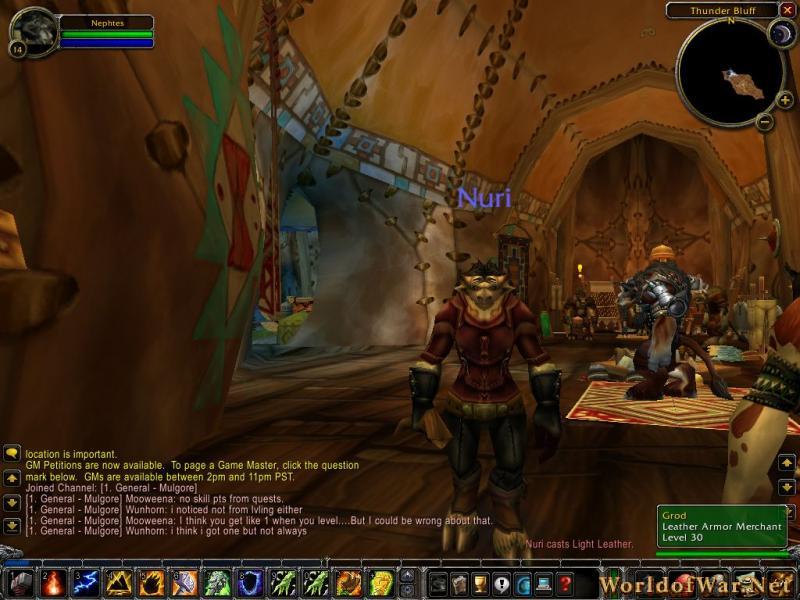 Nephtes
14
Thunder Bluff
N
Nuri
location is important.
GM Petitions are now available. To page a Game Master, click the question
mark below. GMs are available between 2pm and 11pm PST.
Joined Channel: [1. General - Mulgore]
[1. General - Mulgore] Mooweena: no skill pts from quests.
[1. General - Mulgore] Wunhorn: i noticed not from lvling either
[1. General - Mulgore] Mooweena: I think you get like 1 when you level....But I could be wrong about that.
[1. General - Mulgore] Wunhorn: i think i got one but not always
Nuri casts Light Leather.
Grod
Leather Armor Merchant
Level 30
WorldofWar.Net